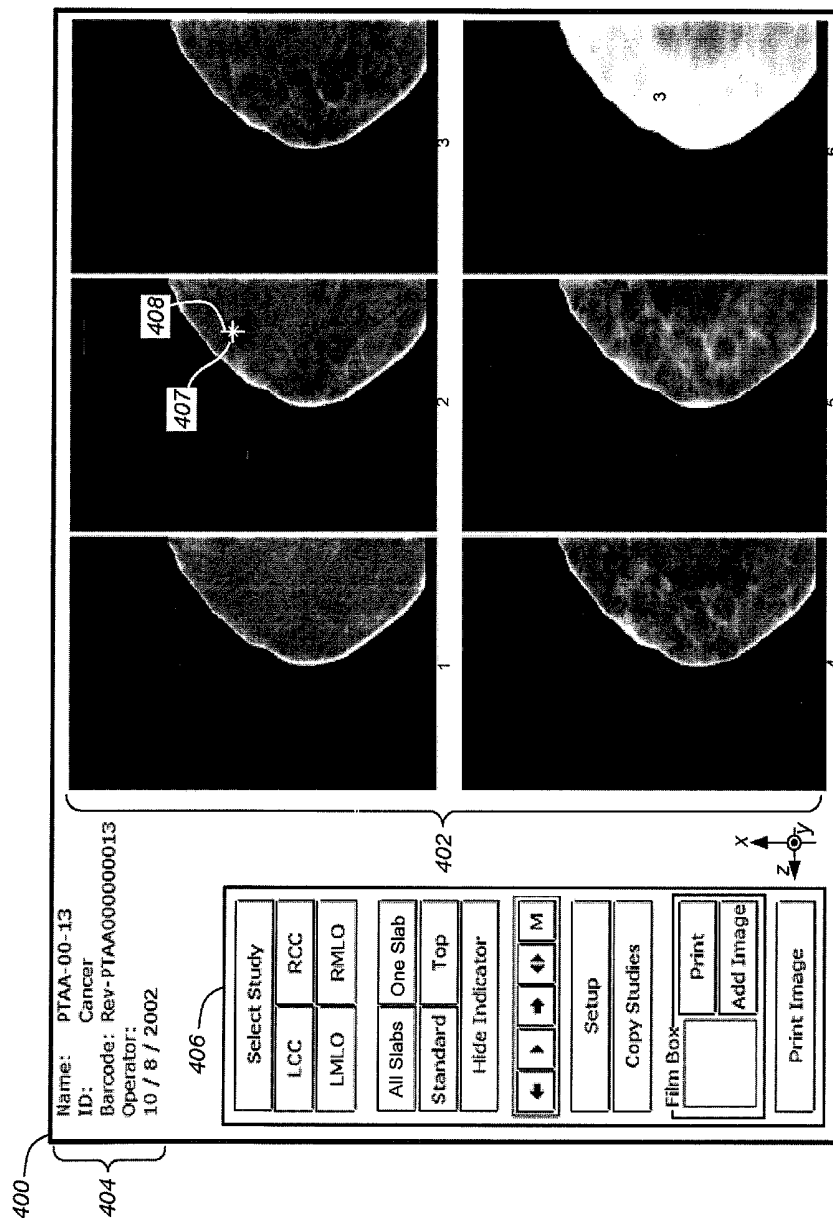 400
404
Name: PTAA-00-13
ID: Cancer
Barcode: Rev-PTAA000000013
Operator:
10 / 8 / 2002
406
Select Study
LCC RCC
LMLO RMLO
All Slabs One Slab
Standard Top
Hide Indicator
M
Setup
Copy Studies
Film Box
Print
Add Image
Print Image
402
x
z
y
407
408
1
2
3
4
5
3